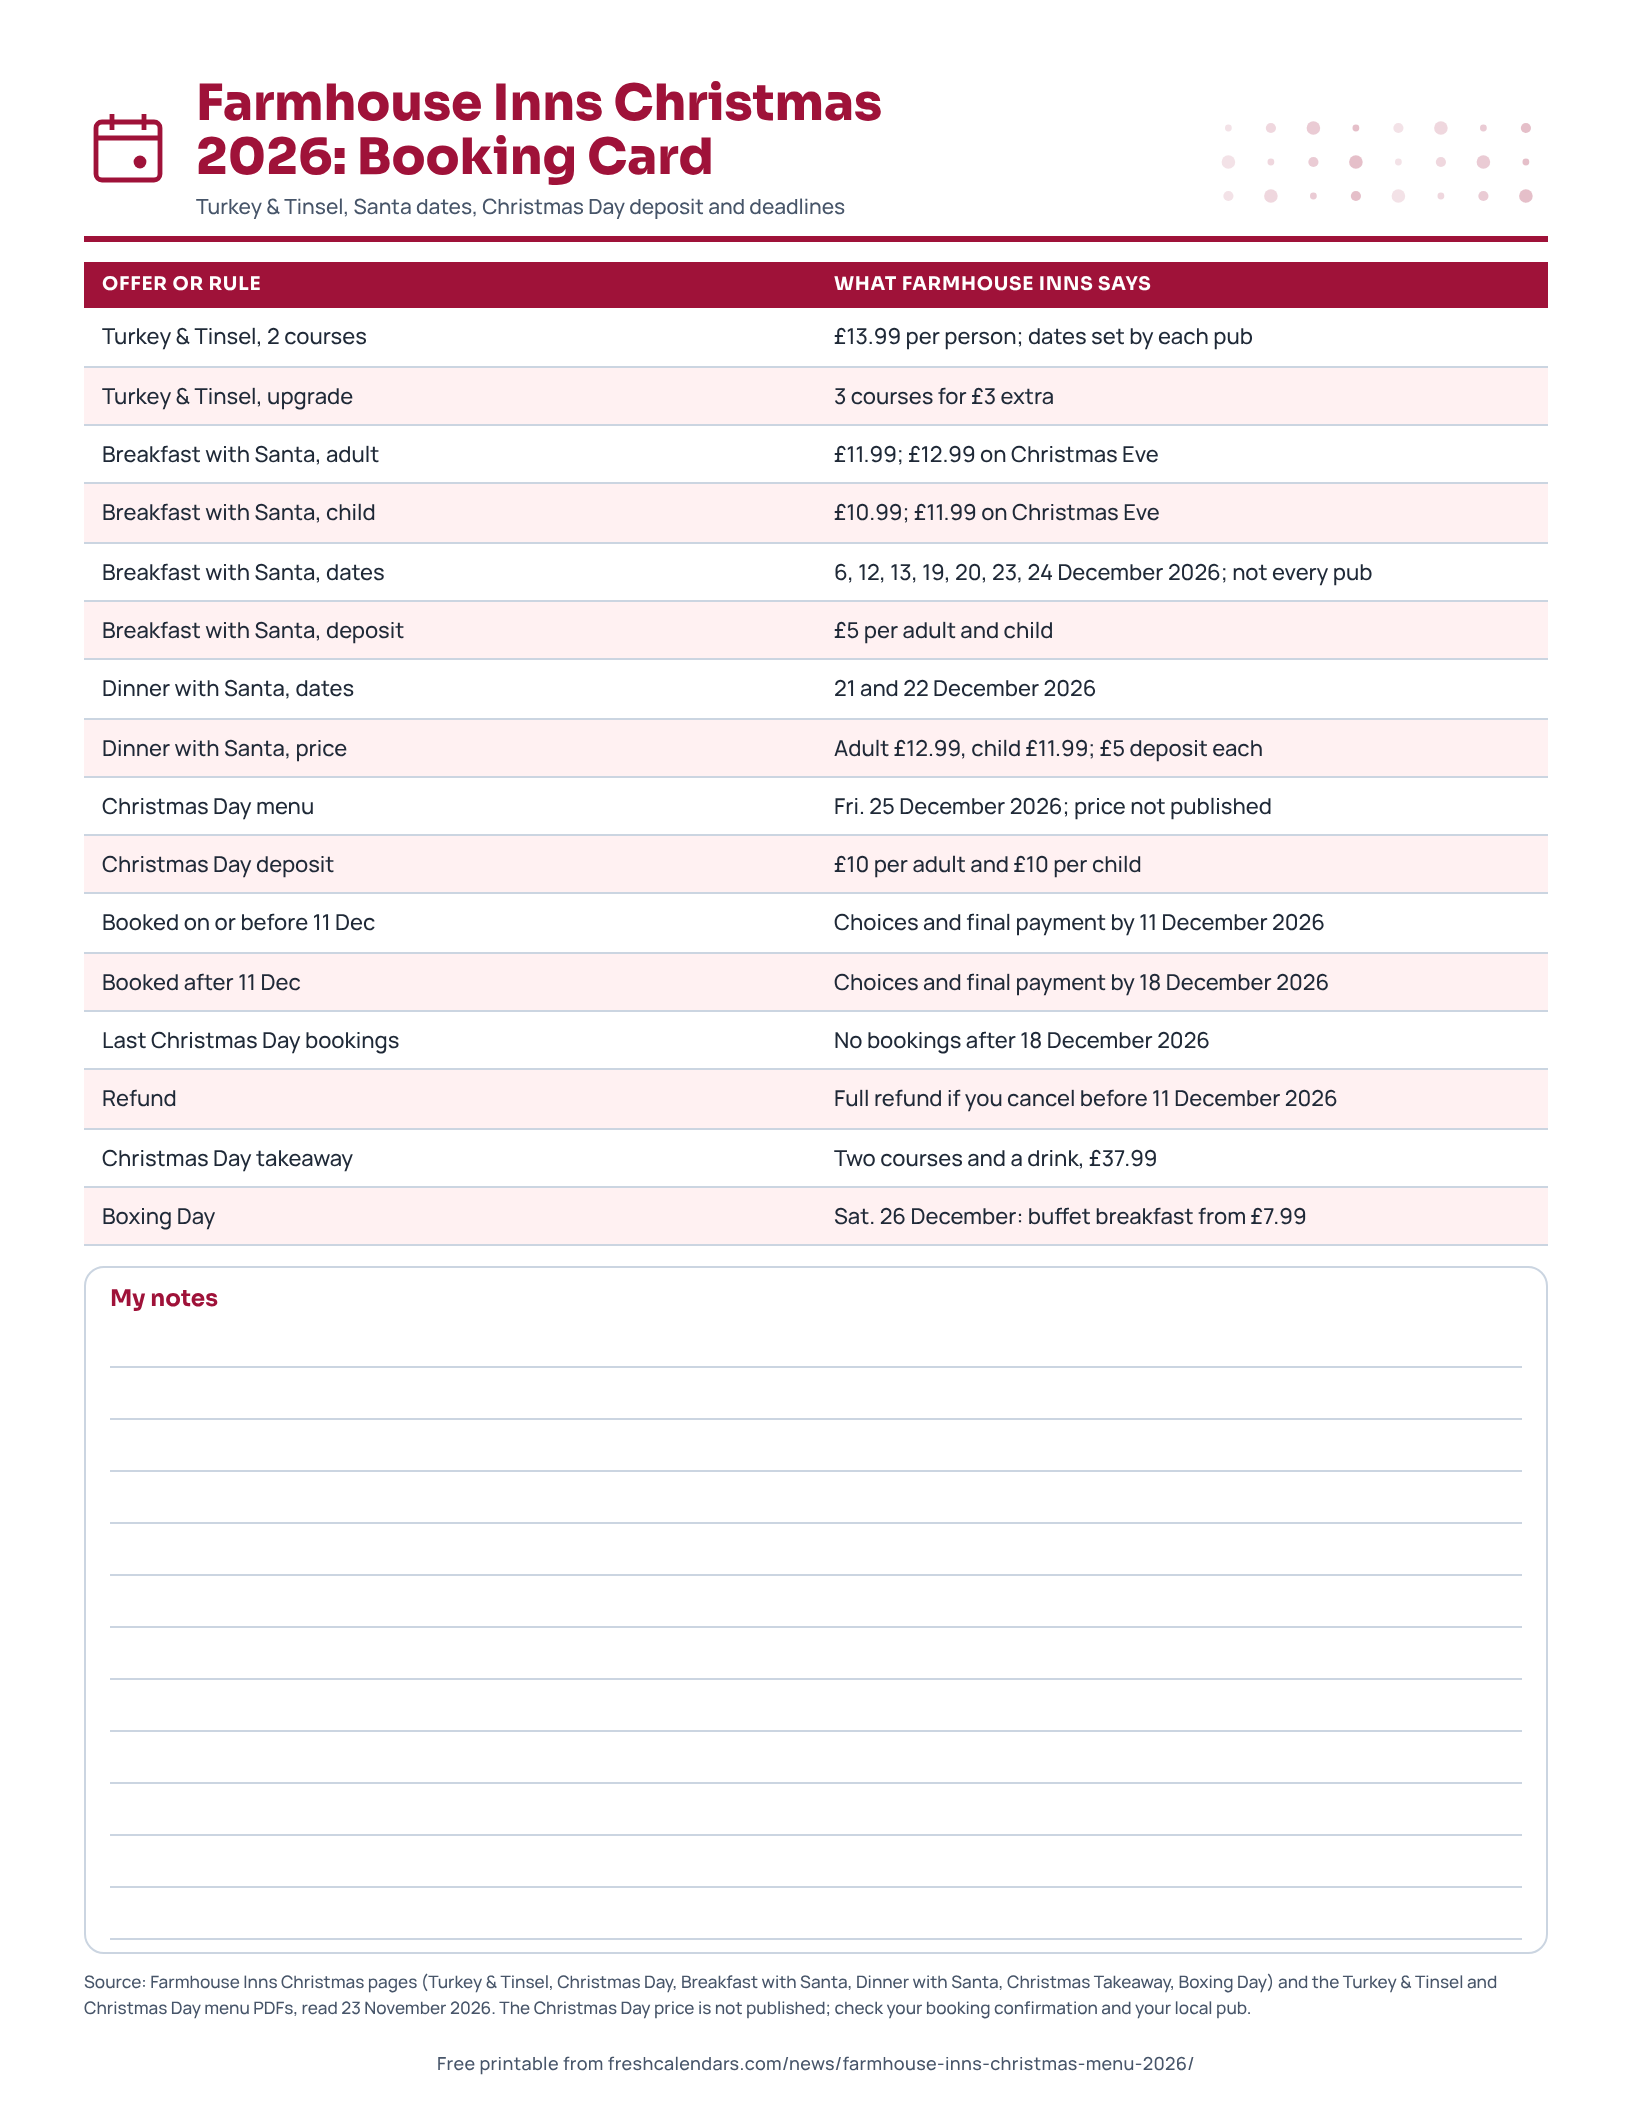 Farmhouse Inns Christmas
2026: Booking Card
Turkey & Tinsel, Santa dates, Christmas Day deposit and deadlines
OFFER OR RULE WHAT FARMHOUSE INNS SAYS
Turkey & Tinsel, 2 courses £13.99 per person; dates set by each pub
Turkey & Tinsel, upgrade 3 courses for £3 extra
Breakfast with Santa, adult £11.99; £12.99 on Christmas Eve
Breakfast with Santa, child £10.99; £11.99 on Christmas Eve
Breakfast with Santa, dates 6, 12, 13, 19, 20, 23, 24 December 2026; not every pub
Breakfast with Santa, deposit £5 per adult and child
Dinner with Santa, dates 21 and 22 December 2026
Dinner with Santa, price Adult £12.99, child £11.99; £5 deposit each
Christmas Day menu Fri. 25 December 2026; price not published
Christmas Day deposit £10 per adult and £10 per child
Booked on or before 11 Dec Choices and final payment by 11 December 2026
Booked after 11 Dec Choices and final payment by 18 December 2026
Last Christmas Day bookings No bookings after 18 December 2026
Refund Full refund if you cancel before 11 December 2026
Christmas Day takeaway Two courses and a drink, £37.99
Boxing Day Sat. 26 December: buffet breakfast from £7.99
My notes
Source: Farmhouse Inns Christmas pages (Turkey & Tinsel, Christmas Day, Breakfast with Santa, Dinner with Santa, Christmas Takeaway, Boxing Day) and the Turkey & Tinsel and
Christmas Day menu PDFs, read 23 November 2026. The Christmas Day price is not published; check your booking confirmation and your local pub.
Free printable from freshcalendars.com/news/farmhouse-inns-christmas-menu-2026/